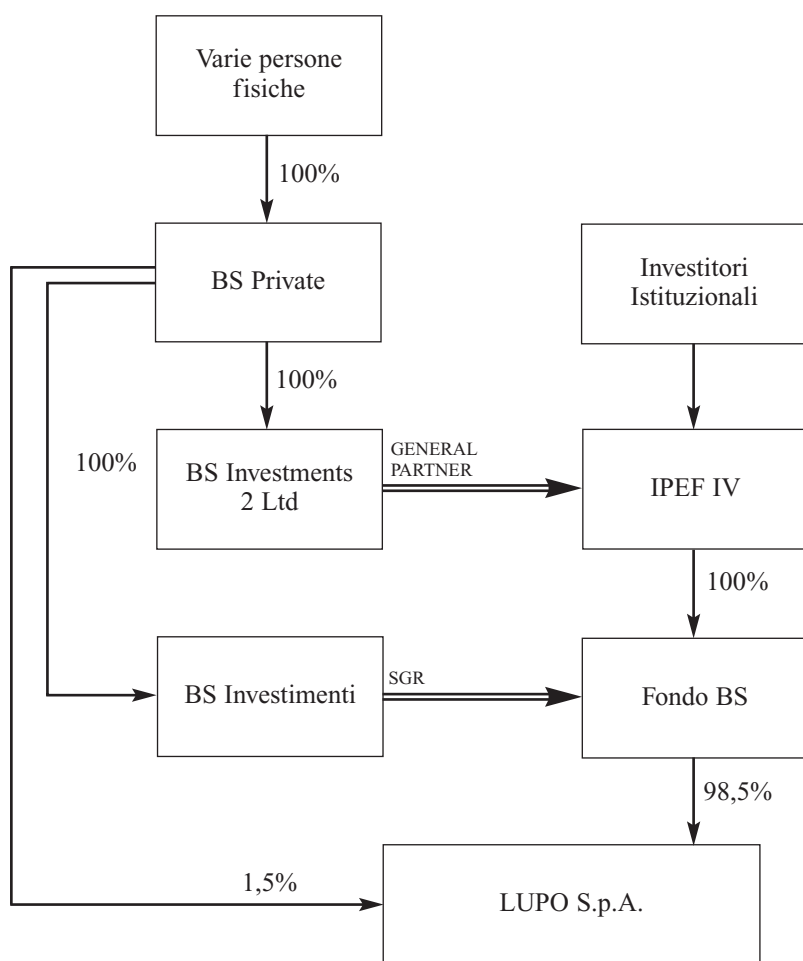 Varie persone
fisiche
100%
BS Private
Investitori
Istituzionali
100%
100%
BS Investments
2 Ltd
GENERAL
PARTNER
IPEF IV
100%
BS Investimenti
SGR
Fondo BS
98,5%
1,5%
LUPO S.p.A.